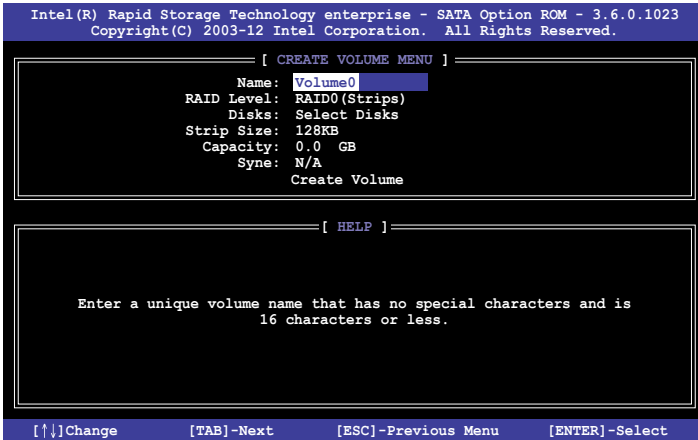 Intel(R) Rapid Storage Technology enterprise - SATA Option ROM - 3.6.0.1023
Copyright(C) 2003-12 Intel Corporation. All Rights Reserved.
[ CREATE VOLUME MENU ]
Name: Volume0
RAID Level: RAID0(Strips)
Disks: Select Disks
Strip Size: 128KB
Capacity: 0.0 GB
Syne: N/A
Create Volume
[ HELP ]
Enter a unique volume name that has no special characters and is
16 characters or less.
[↑↓]Change [TAB]-Next [ESC]-Previous Menu [ENTER]-Select